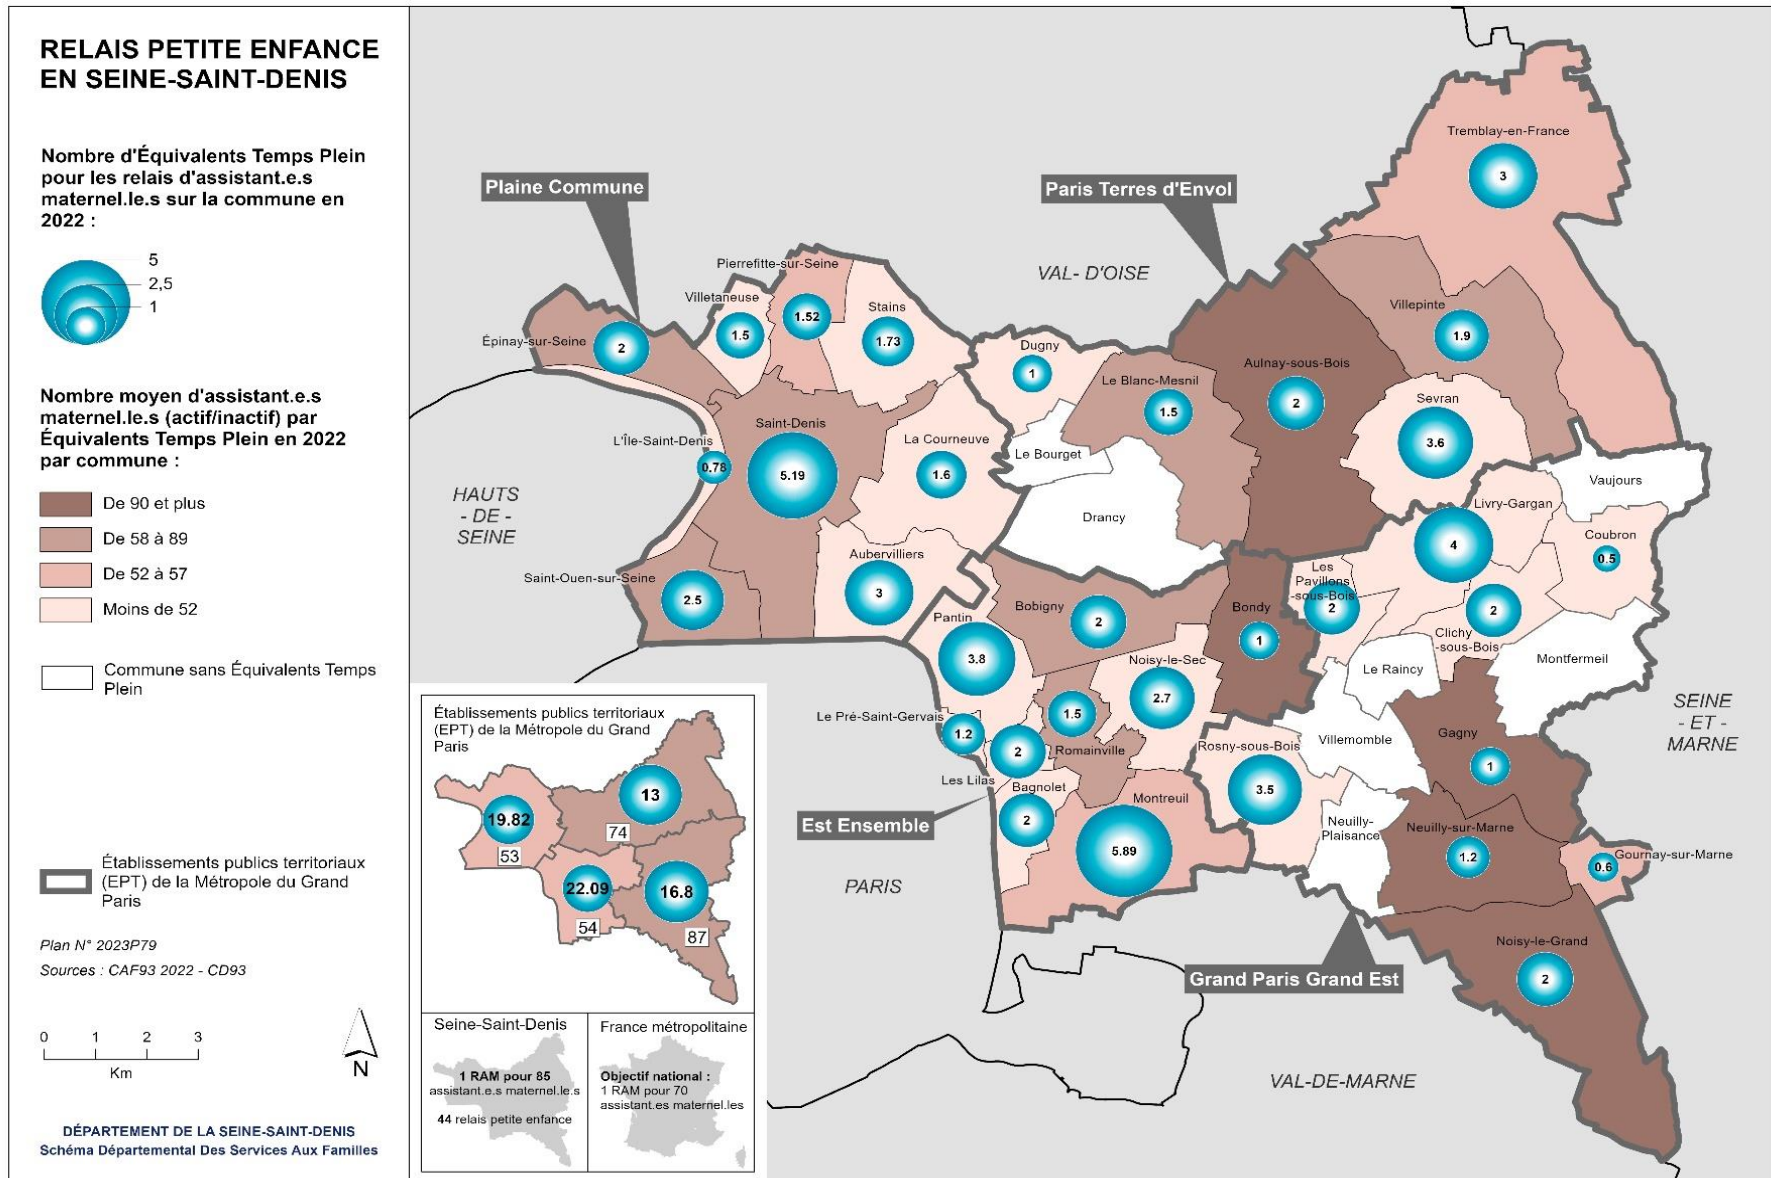 RELAIS PETITE ENFANCE
EN SEINE-SAINT-DENIS
Nombre d'Équivalents Temps Plein
pour les relais d'assistant.e.s
maternel.le.s sur la commune en
2022 :
5
2,5
1
Nombre moyen d'assistant.e.s
maternel.le.s (actif/inactif) par
Équivalents Temps Plein en 2022
par commune :
De 90 et plus
De 58 à 89
De 52 à 57
Moins de 52
Commune sans Équivalents Temps
Plein
Établissements publics territoriaux
(EPT) de la Métropole du Grand
Paris
Plan N° 2023P79
Sources : CAF93 2022 - CD93
0 1 2 3
Km
N
DÉPARTEMENT DE LA SEINE-SAINT-DENIS
Schéma Départemental Des Services Aux Familles
Plaine Commune
Paris Terres d'Envol
Est Ensemble
Grand Paris Grand Est
VAL- D'OISE
HAUTS
- DE -
SEINE
PARIS
VAL-DE-MARNE
SEINE
- ET -
MARNE
Tremblay-en-France
3
Pierrefitte-sur-Seine
1.52
Villetaneuse
1.5
Stains
1.73
Épinay-sur-Seine
2
Dugny
1
Le Blanc-Mesnil
1.5
Aulnay-sous-Bois
2
Villepinte
1.9
Sevran
3.6
Saint-Denis
5.19
L'Île-Saint-Denis
0.78
La Courneuve
1.6
Le Bourget
Drancy
Vaujours
Livry-Gargan
4
Coubron
0.5
Saint-Ouen-sur-Seine
2.5
Aubervilliers
3
Bobigny
2
Bondy
1
Les Pavillons
-sous-Bois
2
Clichy
-sous-Bois
2
Montfermeil
Le Raincy
Pantin
3.8
Noisy-le-Sec
2.7
Le Pré-Saint-Gervais
1.2
Romainville
1.5
Les Lilas
2
Bagnolet
2
Montreuil
5.89
Rosny-sous-Bois
3.5
Villemomble
Gagny
1
Neuilly-
Plaisance
Neuilly-sur-Marne
1.2
Gournay-sur-Marne
0.6
Noisy-le-Grand
2
Établissements publics territoriaux
(EPT) de la Métropole du Grand
Paris
13
74
19.82
53
22.09
54
16.8
87
Seine-Saint-Denis
1 RAM pour 85
assistant.e.s maternel.le.s
44 relais petite enfance
France métropolitaine
Objectif national :
1 RAM pour 70
assistant.es maternel.les